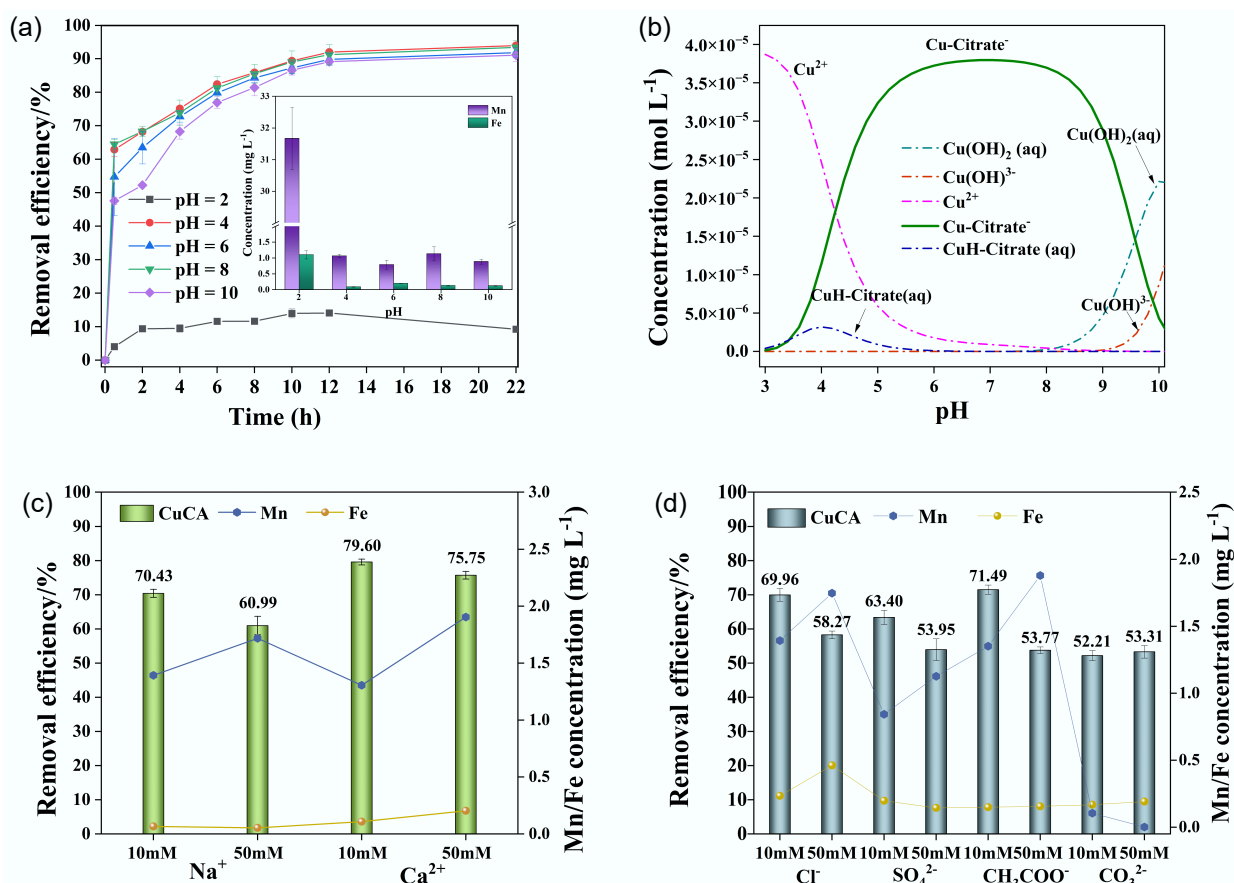 (a)
100
90
80
70
60
50
40
30
20
10
0
Removal efficiency/%
0 2 4 6 8 10 12 14 16 18 20 22
Time (h)
pH = 2
pH = 4
pH = 6
pH = 8
pH = 10
33
32
31
30
1.5
1.0
0.5
0.0
Concentration (mg L⁻¹)
Mn
Fe
2 4 6 8 10
pH
(b)
4.0×10⁻⁵
3.5×10⁻⁵
3.0×10⁻⁵
2.5×10⁻⁵
2.0×10⁻⁵
1.5×10⁻⁵
1.0×10⁻⁵
5.0×10⁻⁶
0.0
Concentration (mol L⁻¹)
3 4 5 6 7 8 9 10
pH
Cu-Citrate⁻
Cu²⁺
Cu(OH)₂(aq)
Cu(OH)₂ (aq)
Cu(OH)³⁻
Cu²⁺
Cu-Citrate⁻
CuH-Citrate (aq)
CuH-Citrate(aq)
Cu(OH)³⁻
(c)
100
90
80
70
60
50
40
30
20
10
0
Removal efficiency/%
CuCA Mn Fe
70.43 60.99 79.60 75.75
3.0
2.5
2.0
1.5
1.0
0.5
0.0
Mn/Fe concentration (mg L⁻¹)
10mM 50mM 10mM 50mM
Na⁺ Ca²⁺
(d)
100
90
80
70
60
50
40
30
20
10
0
Removal efficiency/%
CuCA Mn Fe
69.96 58.27 63.40 53.95 71.49 53.77 52.21 53.31
2.5
2.0
1.5
1.0
0.5
0.0
Mn/Fe concentration (mg L⁻¹)
10mM 50mM 10mM 50mM 10mM 50mM 10mM 50mM
Cl⁻ SO₄²⁻ CH₃COO⁻ CO₃²⁻